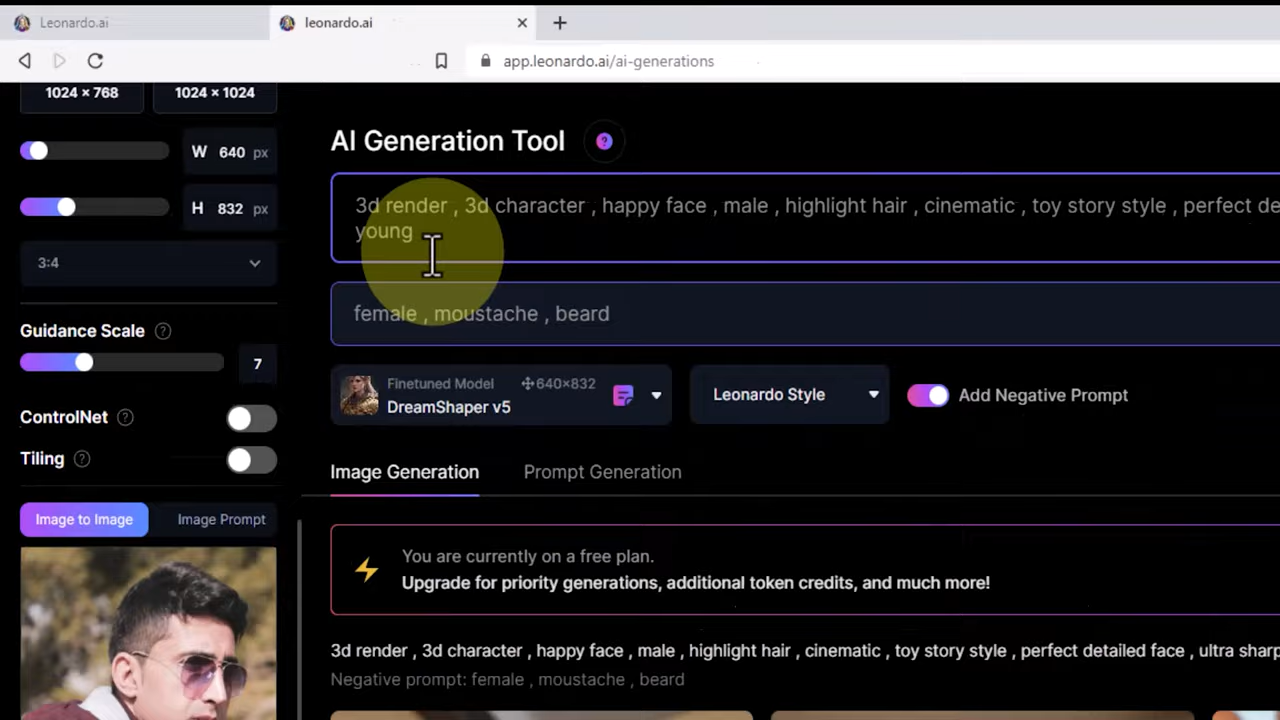 Leonardo.ai
leonardo.ai
app.leonardo.ai/ai-generations
1024 × 768
1024 × 1024
W 640 px
H 832 px
3:4
Guidance Scale
7
ControlNet
Tiling
Image to Image
Image Prompt
AI Generation Tool
3d render , 3d character , happy face , male , highlight hair , cinematic , toy story style , perfect de
young
female , moustache , beard
Finetuned Model
640×832
DreamShaper v5
Leonardo Style
Add Negative Prompt
Image Generation
Prompt Generation
You are currently on a free plan.
Upgrade for priority generations, additional token credits, and much more!
3d render , 3d character , happy face , male , highlight hair , cinematic , toy story style , perfect detailed face , ultra sharp
Negative prompt: female , moustache , beard